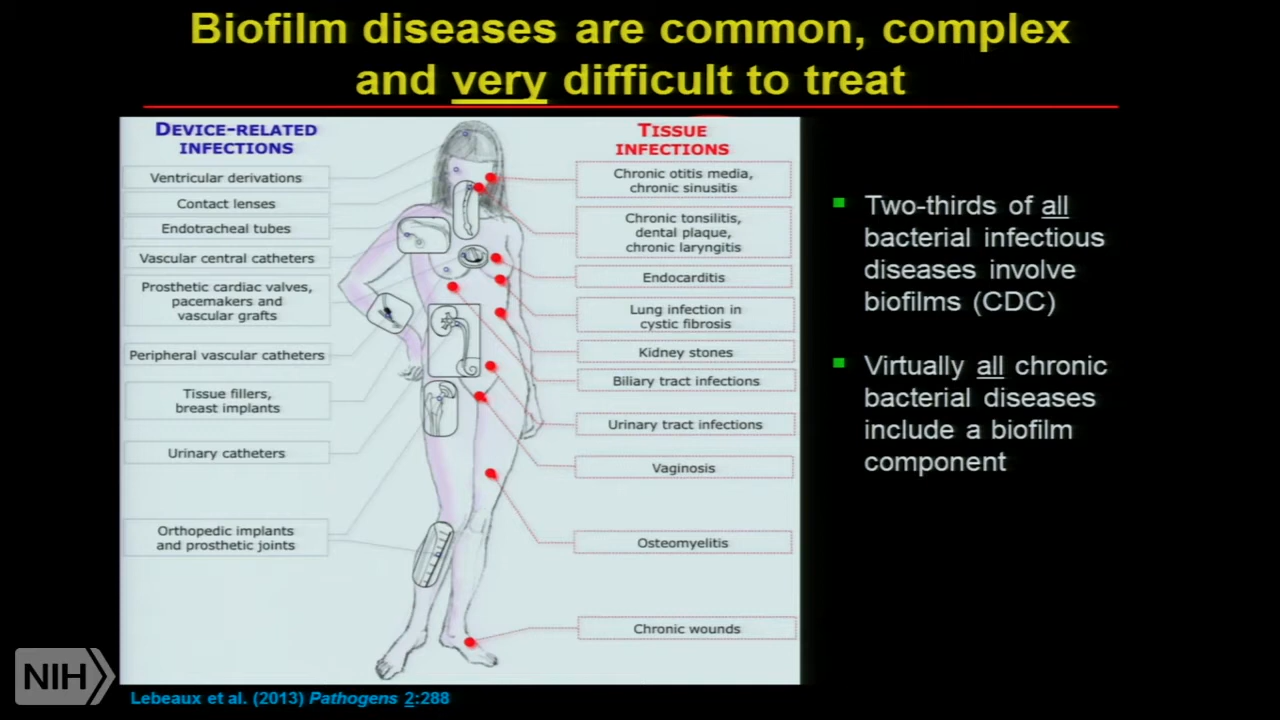 Biofilm diseases are common, complex
and very difficult to treat
DEVICE-RELATED
INFECTIONS
Ventricular derivations
Contact lenses
Endotracheal tubes
Vascular central catheters
Prosthetic cardiac valves,
pacemakers and
vascular grafts
Peripheral vascular catheters
Tissue fillers,
breast implants
Urinary catheters
Orthopedic implants
and prosthetic joints
TISSUE
INFECTIONS
Chronic otitis media,
chronic sinusitis
Chronic tonsilitis,
dental plaque,
chronic laryngitis
Endocarditis
Lung infection in
cystic fibrosis
Kidney stones
Biliary tract infections
Urinary tract infections
Vaginosis
Osteomyelitis
Chronic wounds
Two-thirds of all
bacterial infectious
diseases involve
biofilms (CDC)
Virtually all chronic
bacterial diseases
include a biofilm
component
NIH
Lebeaux et al. (2013) Pathogens 2:288